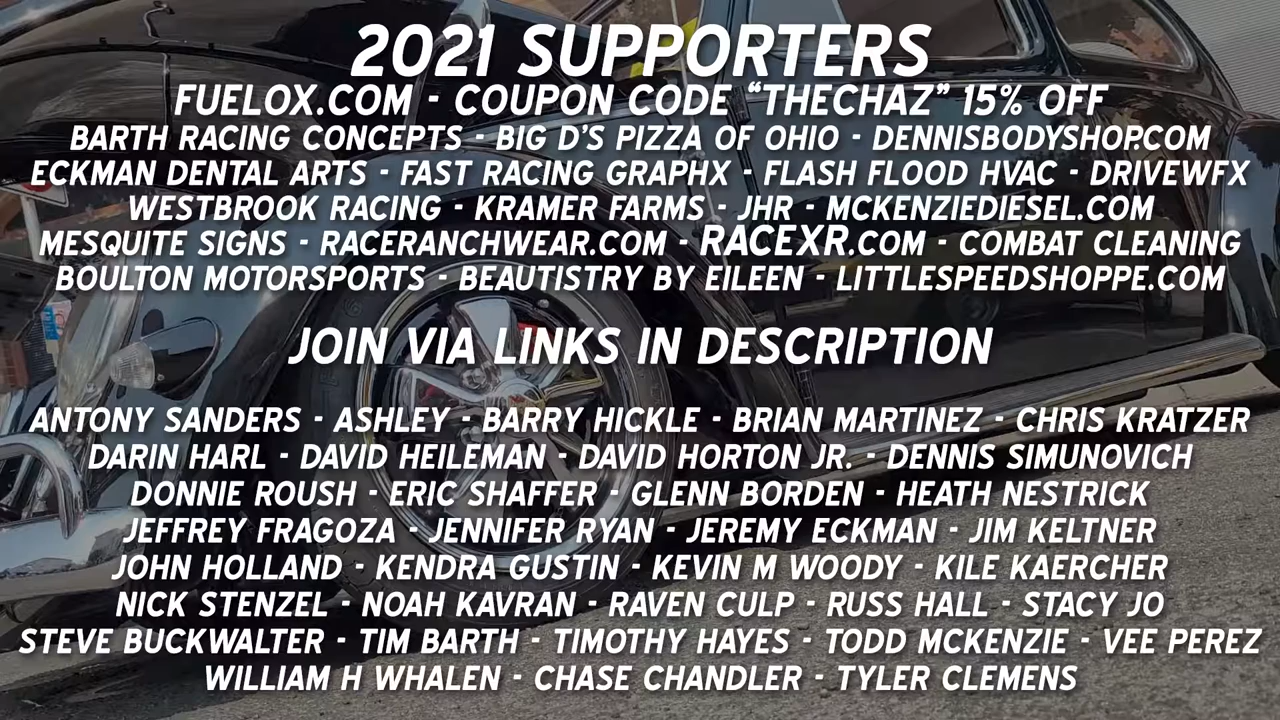 2021 SUPPORTERS
FUELOX.COM - COUPON CODE “THECHAZ” 15% OFF
BARTH RACING CONCEPTS - BIG D'S PIZZA OF OHIO - DENNISBODYSHOP.COM
ECKMAN DENTAL ARTS - FAST RACING GRAPHX - FLASH FLOOD HVAC - DRIVEWFX
WESTBROOK RACING - KRAMER FARMS - JHR - MCKENZIEDIESEL.COM
MESQUITE SIGNS - RACERANCHWEAR.COM - RACEXR.COM - COMBAT CLEANING
BOULTON MOTORSPORTS - BEAUTISTRY BY EILEEN - LITTLESPEEDSHOPPE.COM
JOIN VIA LINKS IN DESCRIPTION
ANTONY SANDERS - ASHLEY - BARRY HICKLE - BRIAN MARTINEZ - CHRIS KRATZER
DARIN HARL - DAVID HEILEMAN - DAVID HORTON JR. - DENNIS SIMUNOVICH
DONNIE ROUSH - ERIC SHAFFER - GLENN BORDEN - HEATH NESTRICK
JEFFREY FRAGOZA - JENNIFER RYAN - JEREMY ECKMAN - JIM KELTNER
JOHN HOLLAND - KENDRA GUSTIN - KEVIN M WOODY - KILE KAERCHER
NICK STENZEL - NOAH KAVRAN - RAVEN CULP - RUSS HALL - STACY JO
STEVE BUCKWALTER - TIM BARTH - TIMOTHY HAYES - TODD MCKENZIE - VEE PEREZ
WILLIAM H WHALEN - CHASE CHANDLER - TYLER CLEMENS